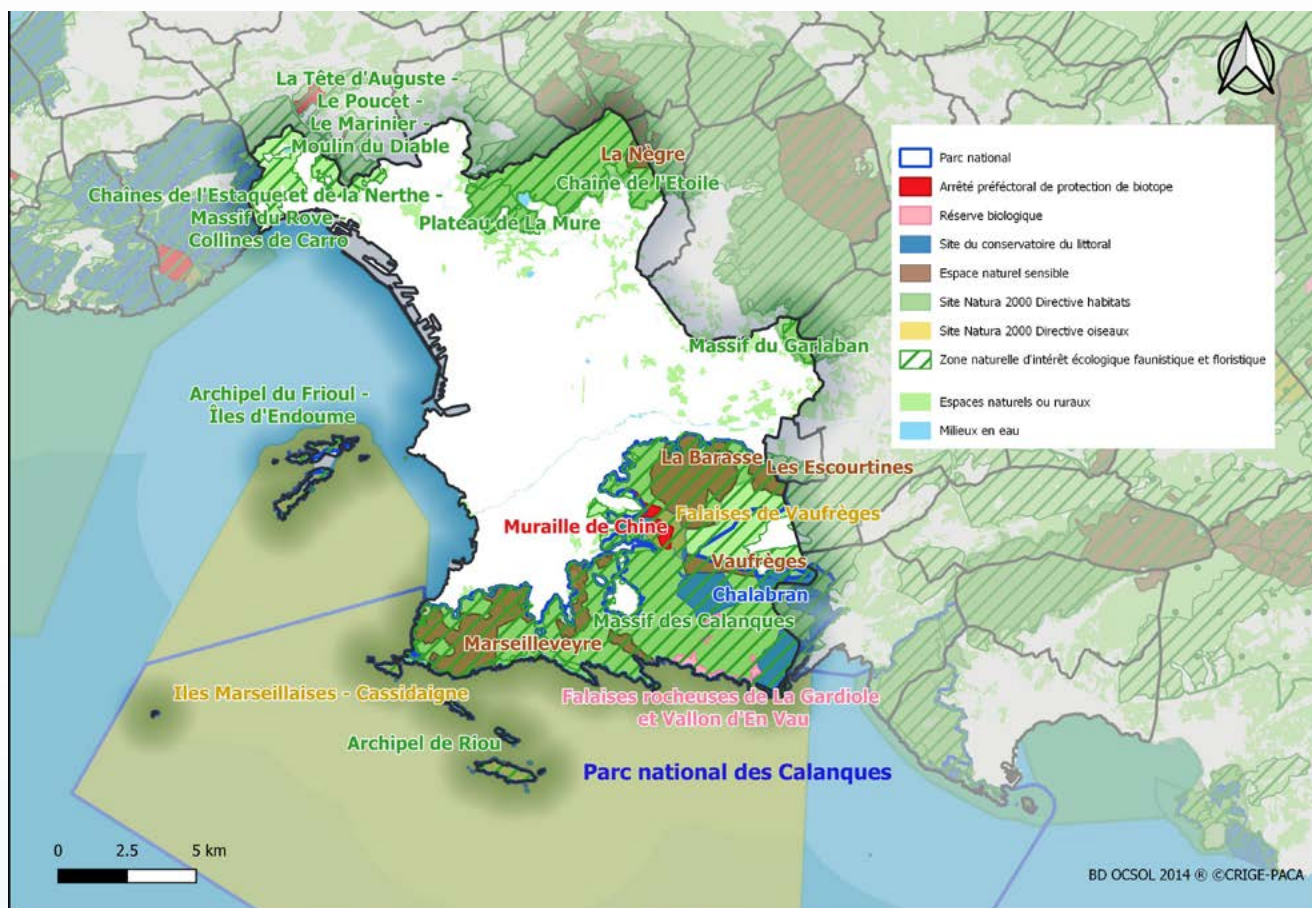 La Tête d'Auguste -
Le Poucet -
Le Marinier -
Moulin du Diable
La Nègre
Chaîne de l'Etoile
Chaînes de l'Estaque et de la Nerthe -
Massif du Rove -
Collines de Carro
Plateau de La Mure
Massif du Garlaban
Archipel du Frioul -
Îles d'Endoume
La Barasse
Les Escourtines
Muraille de Chine
Falaises de Vaufrèges
Vaufrèges
Chalabran
Massif des Calanques
Marseilleveyre
Iles Marseillaises - Cassidaigne
Falaises rocheuses de La Gardiole
et Vallon d'En Vau
Archipel de Riou
Parc national des Calanques
Parc national
Arrêté préféctoral de protection de biotope
Réserve biologique
Site du conservatoire du littoral
Espace naturel sensible
Site Natura 2000 Directive habitats
Site Natura 2000 Directive oiseaux
Zone naturelle d'intérêt écologique faunistique et floristique
Espaces naturels ou ruraux
Milieux en eau
0 2.5 5 km
BD OCSOL 2014 ® ©CRIGE-PACA